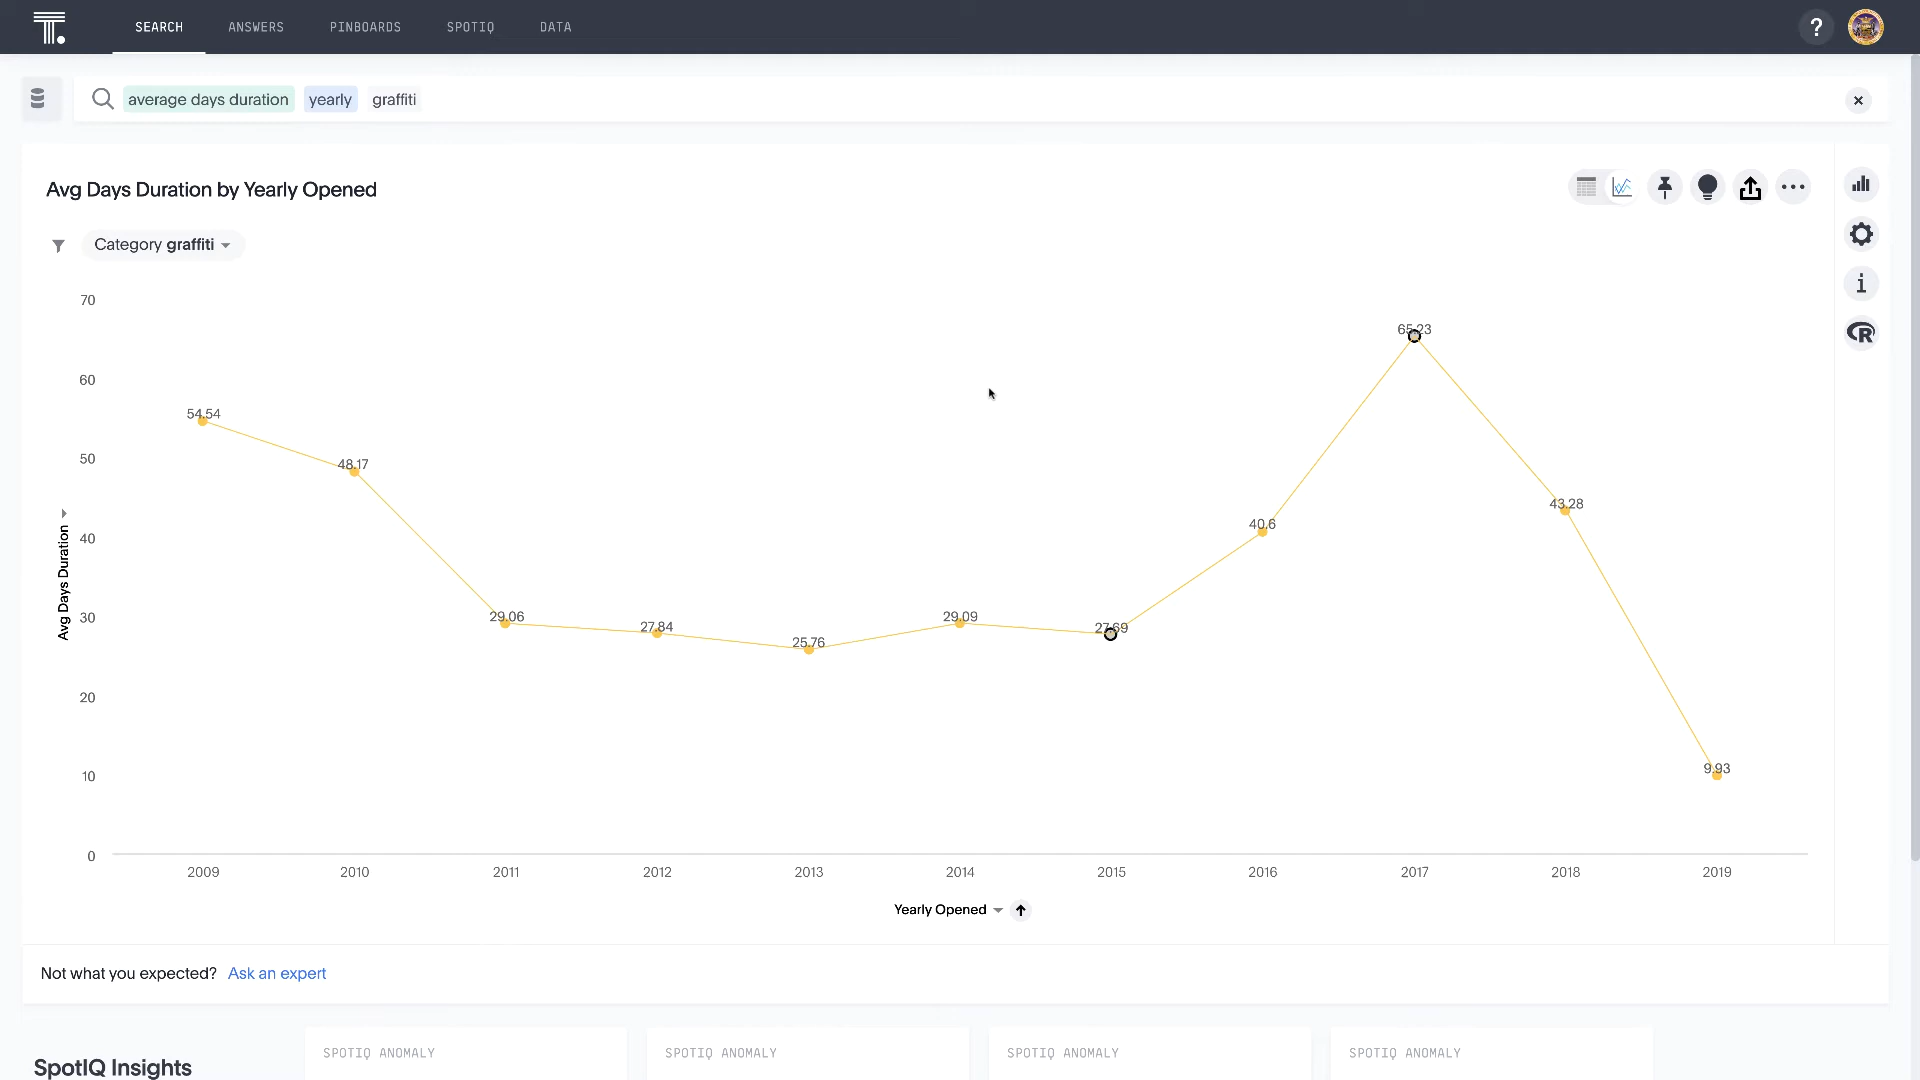 T.
SEARCH
ANSWERS
PINBOARDS
SPOTIQ
DATA
?
average days duration yearly graffiti
Avg Days Duration by Yearly Opened
Category graffiti
70
60
50
40
30
20
10
0
Avg Days Duration
54.54
48.17
29.06
27.84
25.76
29.09
27.69
40.6
65.23
43.28
9.93
2009
2010
2011
2012
2013
2014
2015
2016
2017
2018
2019
Yearly Opened
i
R
Not what you expected? Ask an expert
SpotIQ Insights
SPOTIQ ANOMALY
SPOTIQ ANOMALY
SPOTIQ ANOMALY
SPOTIQ ANOMALY